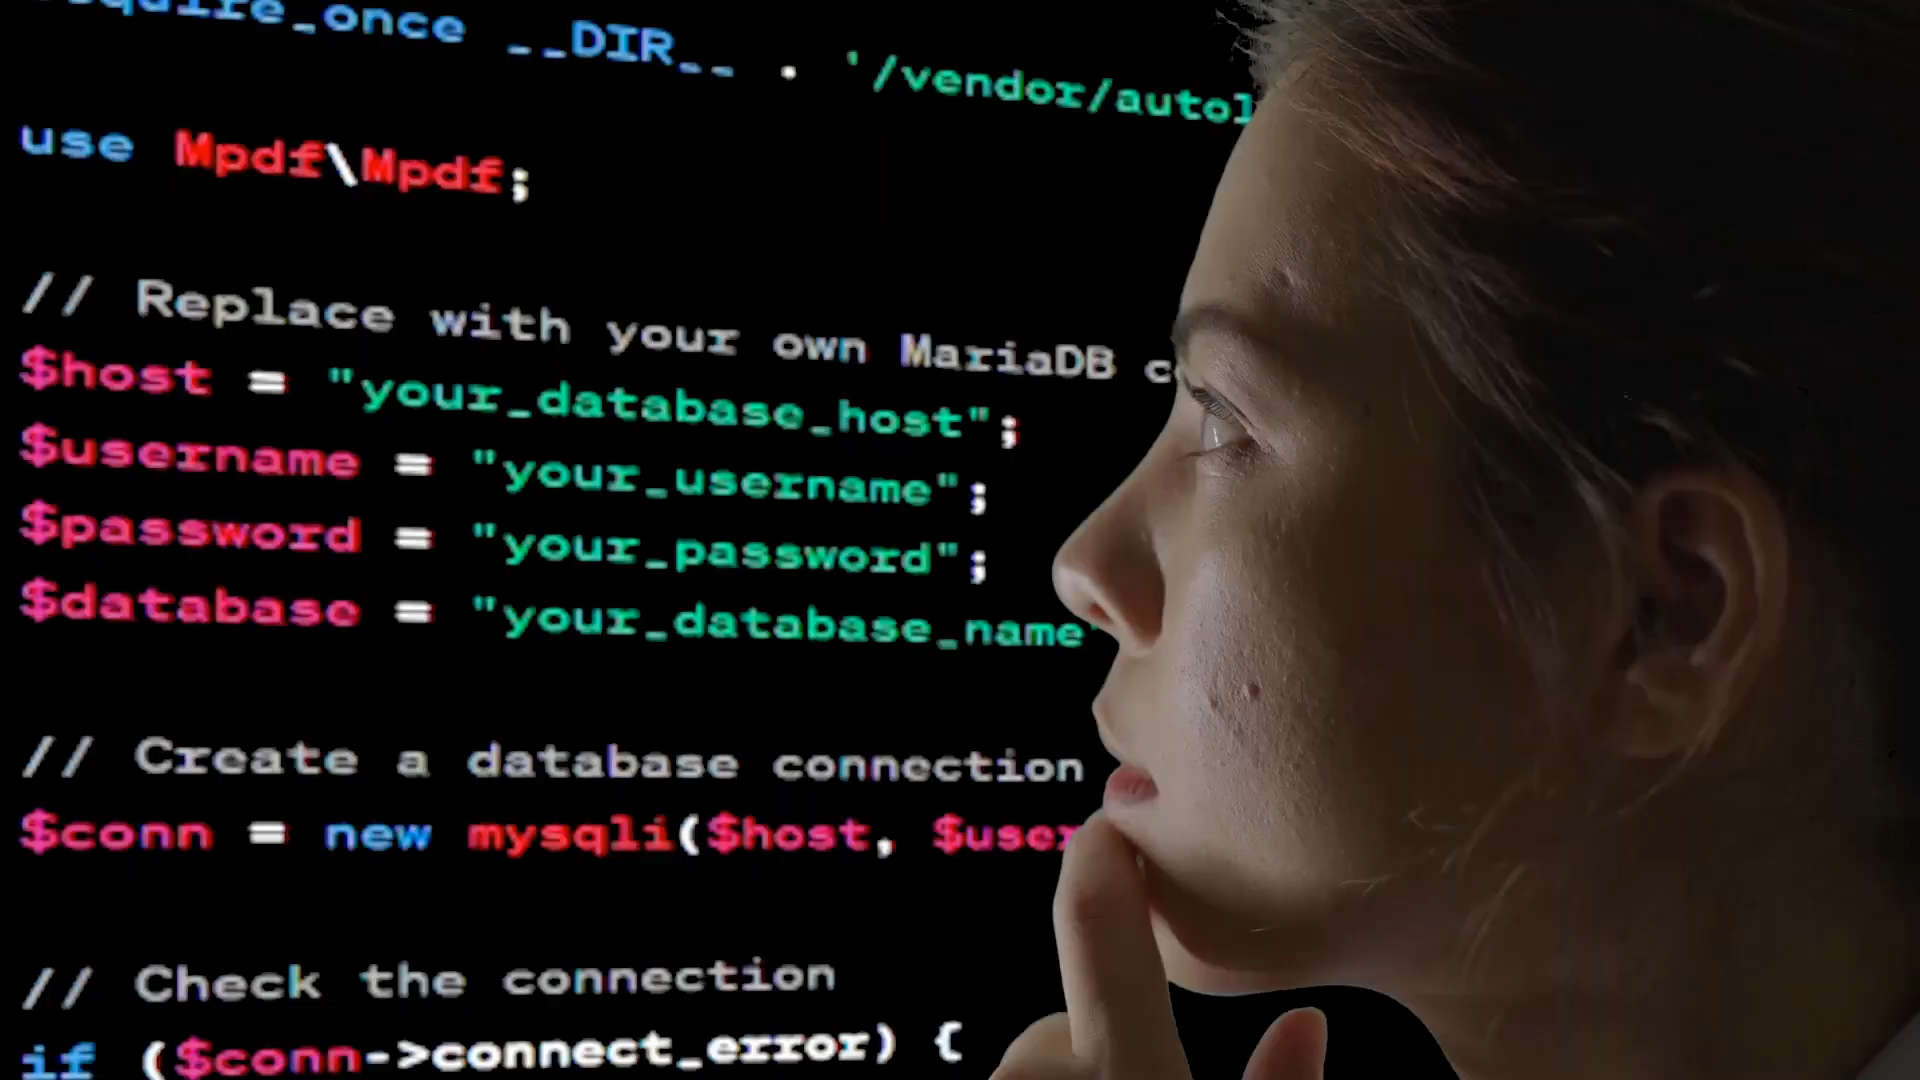 require_once __DIR__ . '/vendor/autol
use Mpdf\Mpdf;
// Replace with your own MariaDB
$host = "your_database_host";
$username = "your_username";
$password = "your_password";
$database = "your_database_name"
// Create a database connection
$conn = new mysqli($host, $user
// Check the connection
if ($conn->connect_error) {